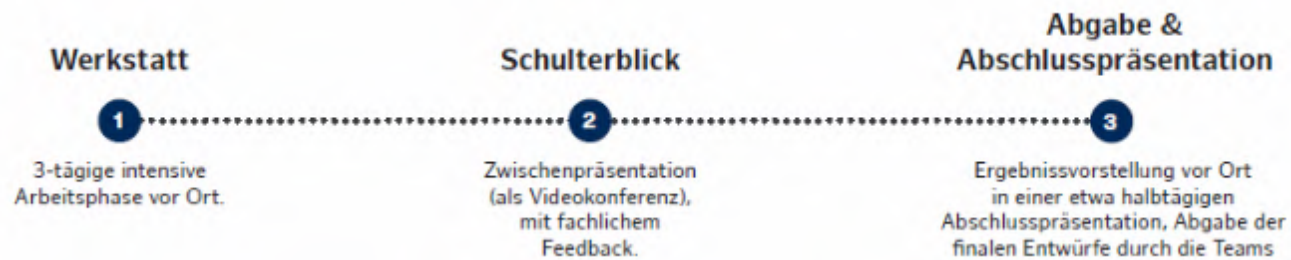 Werkstatt
1
3-tägige intensive
Arbeitsphase vor Ort.
Schulterblick
2
Zwischenpräsentation
(als Videokonferenz),
mit fachlichem
Feedback.
Abgabe &
Abschlusspräsentation
3
Ergebnissvorstellung vor Ort
in einer etwa halbtägigen
Abschlusspräsentation, Abgabe der
finalen Entwürfe durch die Teams